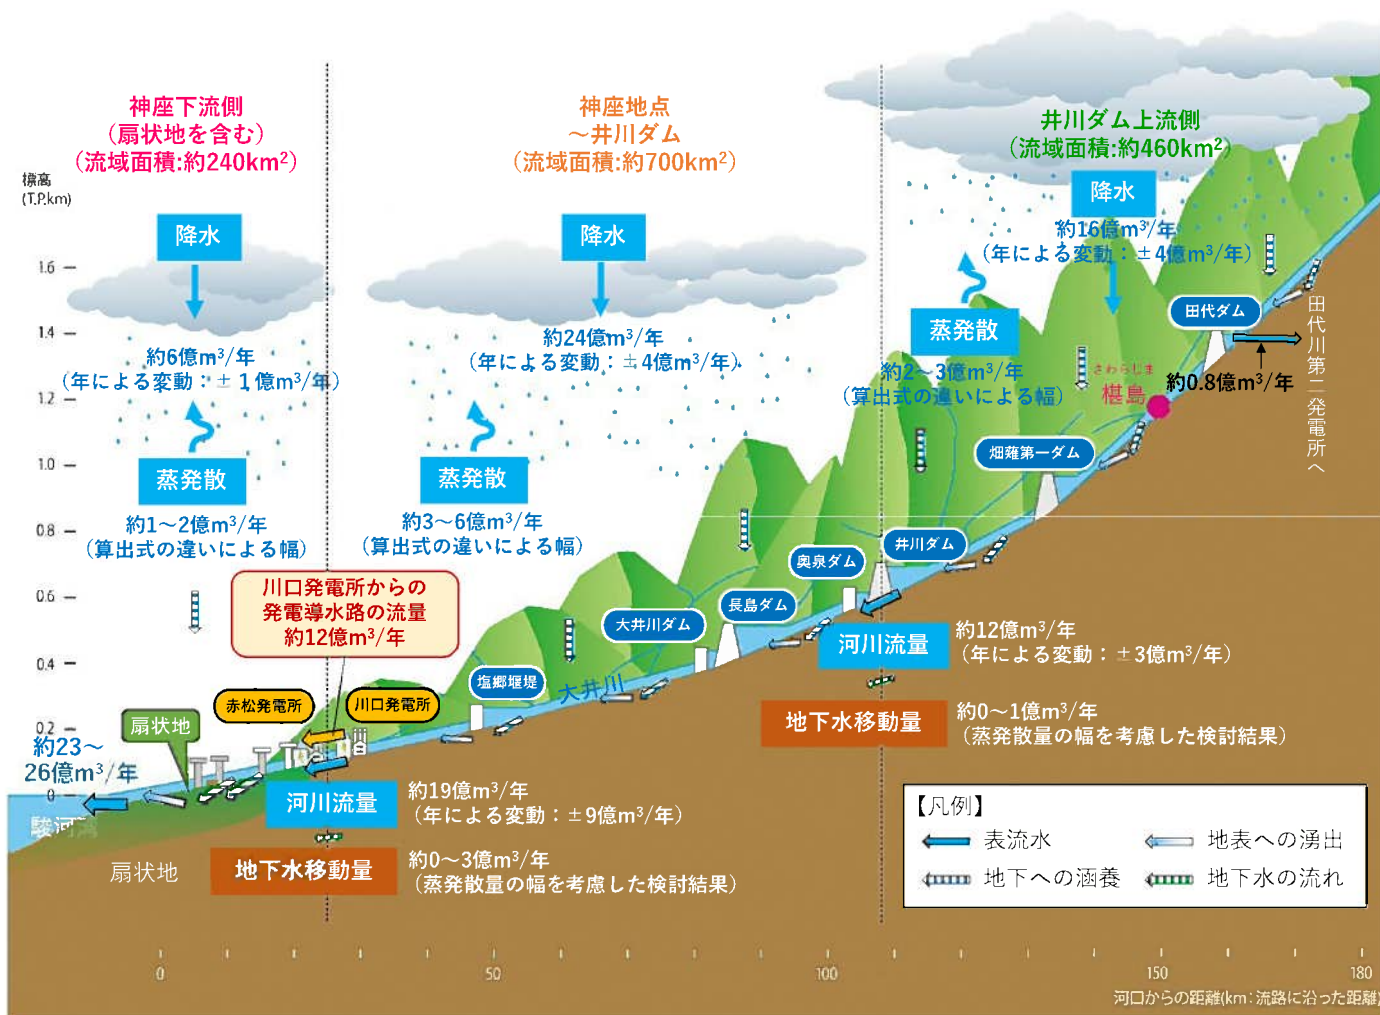 神座下流側
（扇状地を含む）
（流域面積:約240km²）
神座地点
～井川ダム
（流域面積:約700km²）
井川ダム上流側
（流域面積:約460km²）
標高
(T.P.km)
1.6
1.4
1.2
1.0
0.8
0.6
0.4
0.2
0
降水
約6億m³/年
（年による変動：±1億m³/年）
蒸発散
約1～2億m³/年
（算出式の違いによる幅）
降水
約24億m³/年
（年による変動：±4億m³/年）
蒸発散
約3～6億m³/年
（算出式の違いによる幅）
降水
約16億m³/年
（年による変動：±4億m³/年）
蒸発散
約2～3億m³/年
（算出式の違いによる幅）
田代ダム
約0.8億m³/年
田代川第二発電所へ
さわらじま
椹島
畑薙第一ダム
井川ダム
奥泉ダム
長島ダム
大井川ダム
塩郷堰堤
大井川
川口発電所からの
発電導水路の流量
約12億m³/年
赤松発電所
川口発電所
扇状地
約23～
26億m³/年
駿河湾
扇状地
河川流量
約19億m³/年
（年による変動：±9億m³/年）
地下水移動量
約0～3億m³/年
（蒸発散量の幅を考慮した検討結果）
河川流量
約12億m³/年
（年による変動：±3億m³/年）
地下水移動量
約0～1億m³/年
（蒸発散量の幅を考慮した検討結果）
【凡例】
表流水
地表への湧出
地下への涵養
地下水の流れ
0
50
100
150
180
河口からの距離(km：流路に沿った距離)